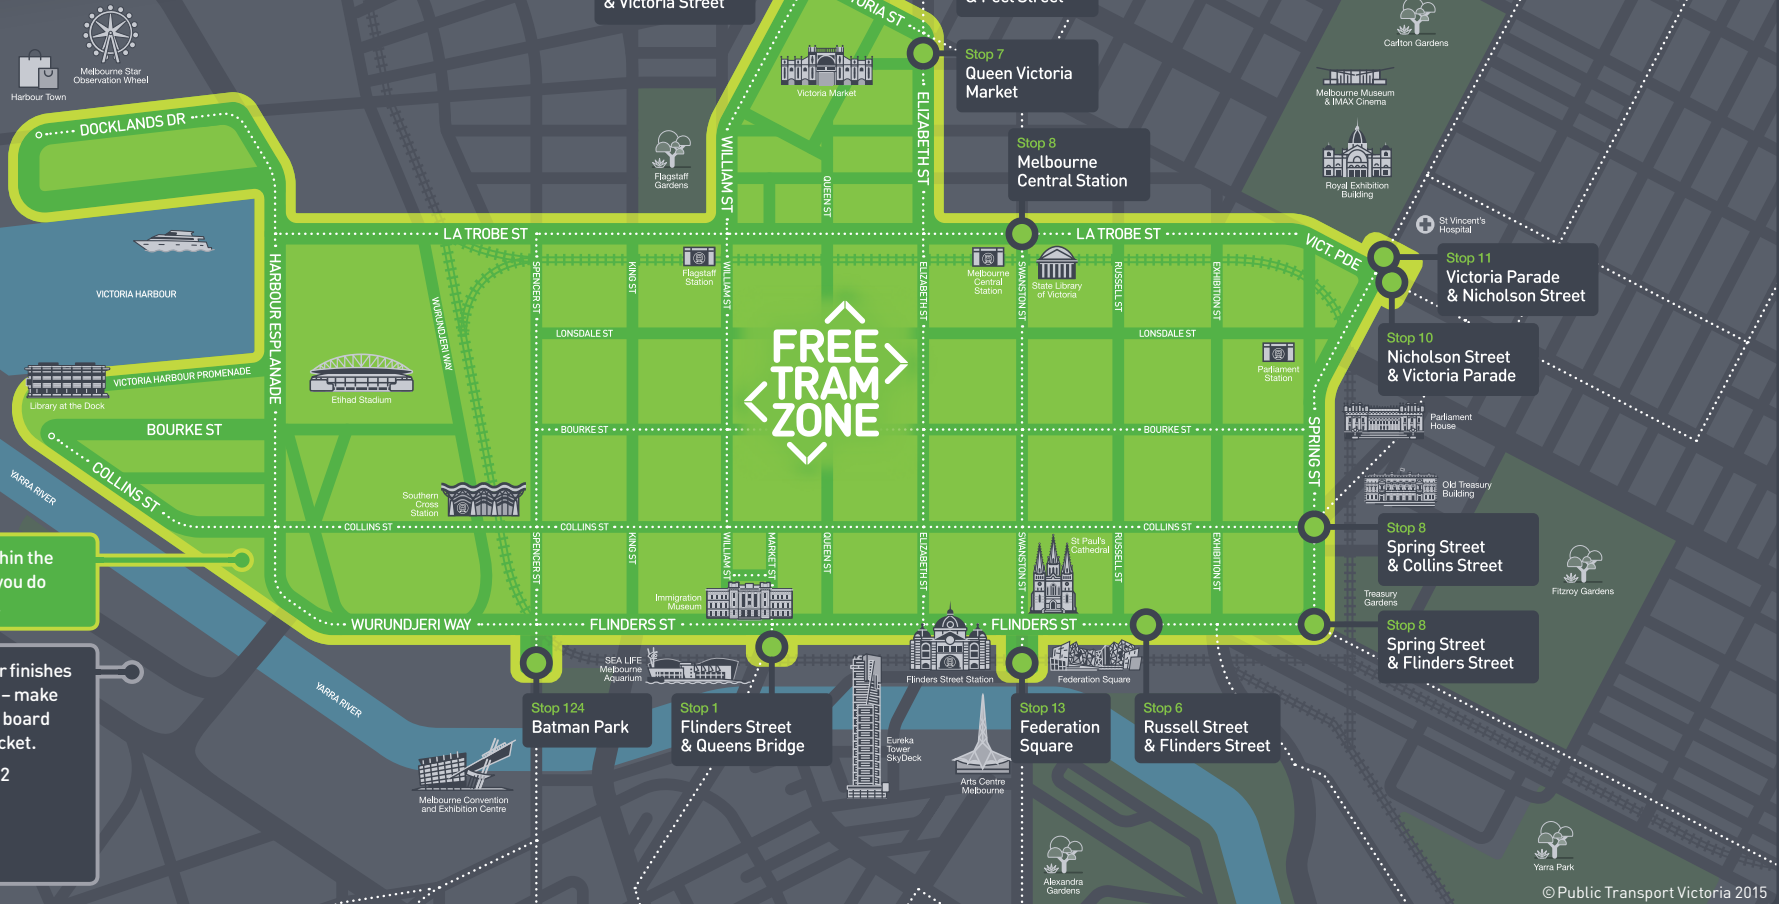 & Victoria Street
& Peel Street
Carlton Gardens
Melbourne Star
Observation Wheel
Harbour Town
VICTORIA ST
Stop 7
Queen Victoria
Market
Victoria Market
Melbourne Museum
& IMAX Cinema
DOCKLANDS DR
ELIZABETH ST
WILLIAM ST
Stop 8
Melbourne
Central Station
Flagstaff
Gardens
QUEEN ST
Royal Exhibition
Building
St Vincent's
Hospital
LA TROBE ST
LA TROBE ST
VICT. PDE
Stop 11
Victoria Parade
& Nicholson Street
VICTORIA HARBOUR
HARBOUR ESPLANADE
WURUNDJERI WAY
SPENCER ST
KING ST
Flagstaff
Station
WILLIAM ST
ELIZABETH ST
Melbourne
Central
Station
SWANSTON ST
State Library
of Victoria
RUSSELL ST
EXHIBITION ST
LONSDALE ST
LONSDALE ST
FREE
TRAM
ZONE
Stop 10
Nicholson Street
& Victoria Parade
Parliament
Station
VICTORIA HARBOUR PROMENADE
Library at the Dock
Etihad Stadium
Parliament
House
BOURKE ST
BOURKE ST
BOURKE ST
SPRING ST
COLLINS ST
YARRA RIVER
Southern
Cross
Station
Old Treasury
Building
COLLINS ST
COLLINS ST
COLLINS ST
Stop 8
Spring Street
& Collins Street
SPENCER ST
KING ST
WILLIAM ST
MARKET ST
QUEEN ST
ELIZABETH ST
SWANSTON ST
St Paul's
Cathedral
RUSSELL ST
EXHIBITION ST
hin the
you do
Immigration
Museum
Treasury
Gardens
Fitzroy Gardens
WURUNDJERI WAY
FLINDERS ST
FLINDERS ST
Stop 8
Spring Street
& Flinders Street
r finishes
– make
board
cket.
2
SEA LIFE
Melbourne
Aquarium
Flinders Street Station
Federation Square
YARRA RIVER
Stop 124
Batman Park
Stop 1
Flinders Street
& Queens Bridge
Stop 13
Federation
Square
Stop 6
Russell Street
& Flinders Street
Eureka
Tower
SkyDeck
Arts Centre
Melbourne
Melbourne Convention
and Exhibition Centre
Alexandra
Gardens
Yarra Park
© Public Transport Victoria 2015